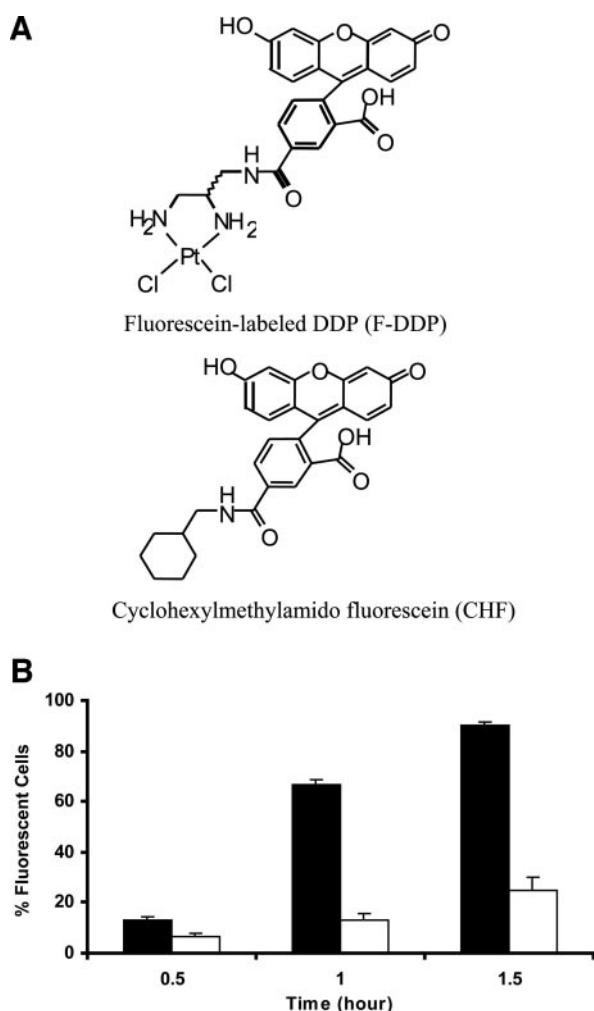 A
HO
O
O
OH
O
H
N
O
H2N
NH2
Pt
Cl
Cl
Fluorescein-labeled DDP (F-DDP)
HO
O
O
OH
O
H
N
O
Cyclohexylmethylamido fluorescein (CHF)
B
100
80
60
40
20
0
% Fluorescent Cells
0.5 1 1.5
Time (hour)